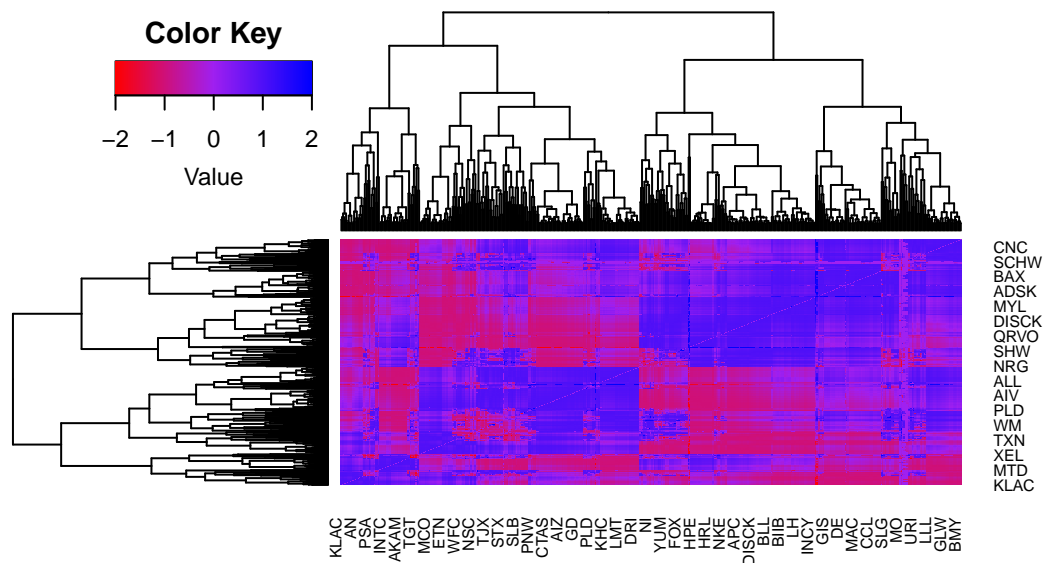 Color Key
−2 −1 0 1 2
Value
CNC
SCHW
BAX
ADSK
MYL
DISCK
QRVO
SHW
NRG
ALL
AIV
PLD
WM
TXN
XEL
MTD
KLAC
KLAC
AN
PSA
INTC
AKAM
TGT
MCO
ETN
WFC
NSC
TJX
STX
SLB
PNW
CTAS
AIZ
GD
PLD
KHC
LMT
DRI
NI
YUM
FOX
HPE
HRL
NKE
APC
DISCK
BLL
BIIB
LH
INCY
GIS
DE
MAC
CCL
SLG
MO
URI
LLL
GLW
BMY